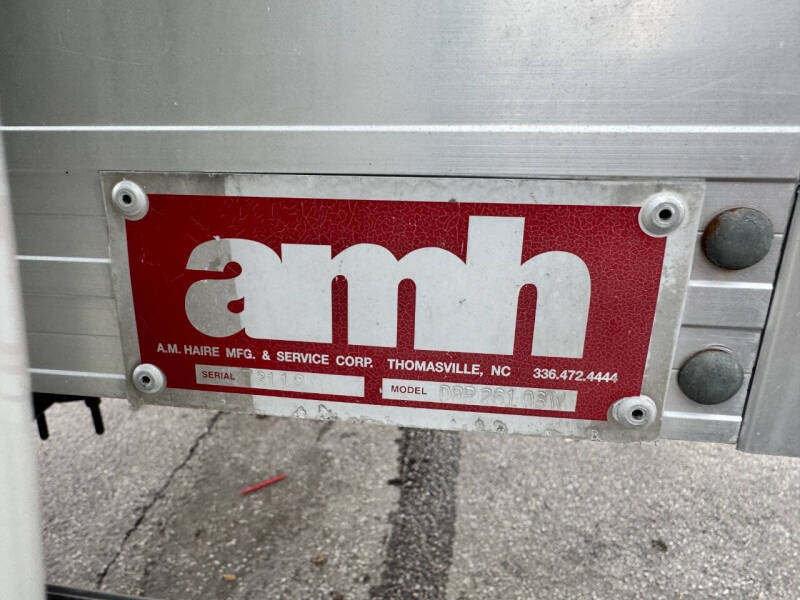 amh
A.M. HAIRE MFG. & SERVICE CORP. THOMASVILLE, NC 336.472.4444
SERIAL MODEL